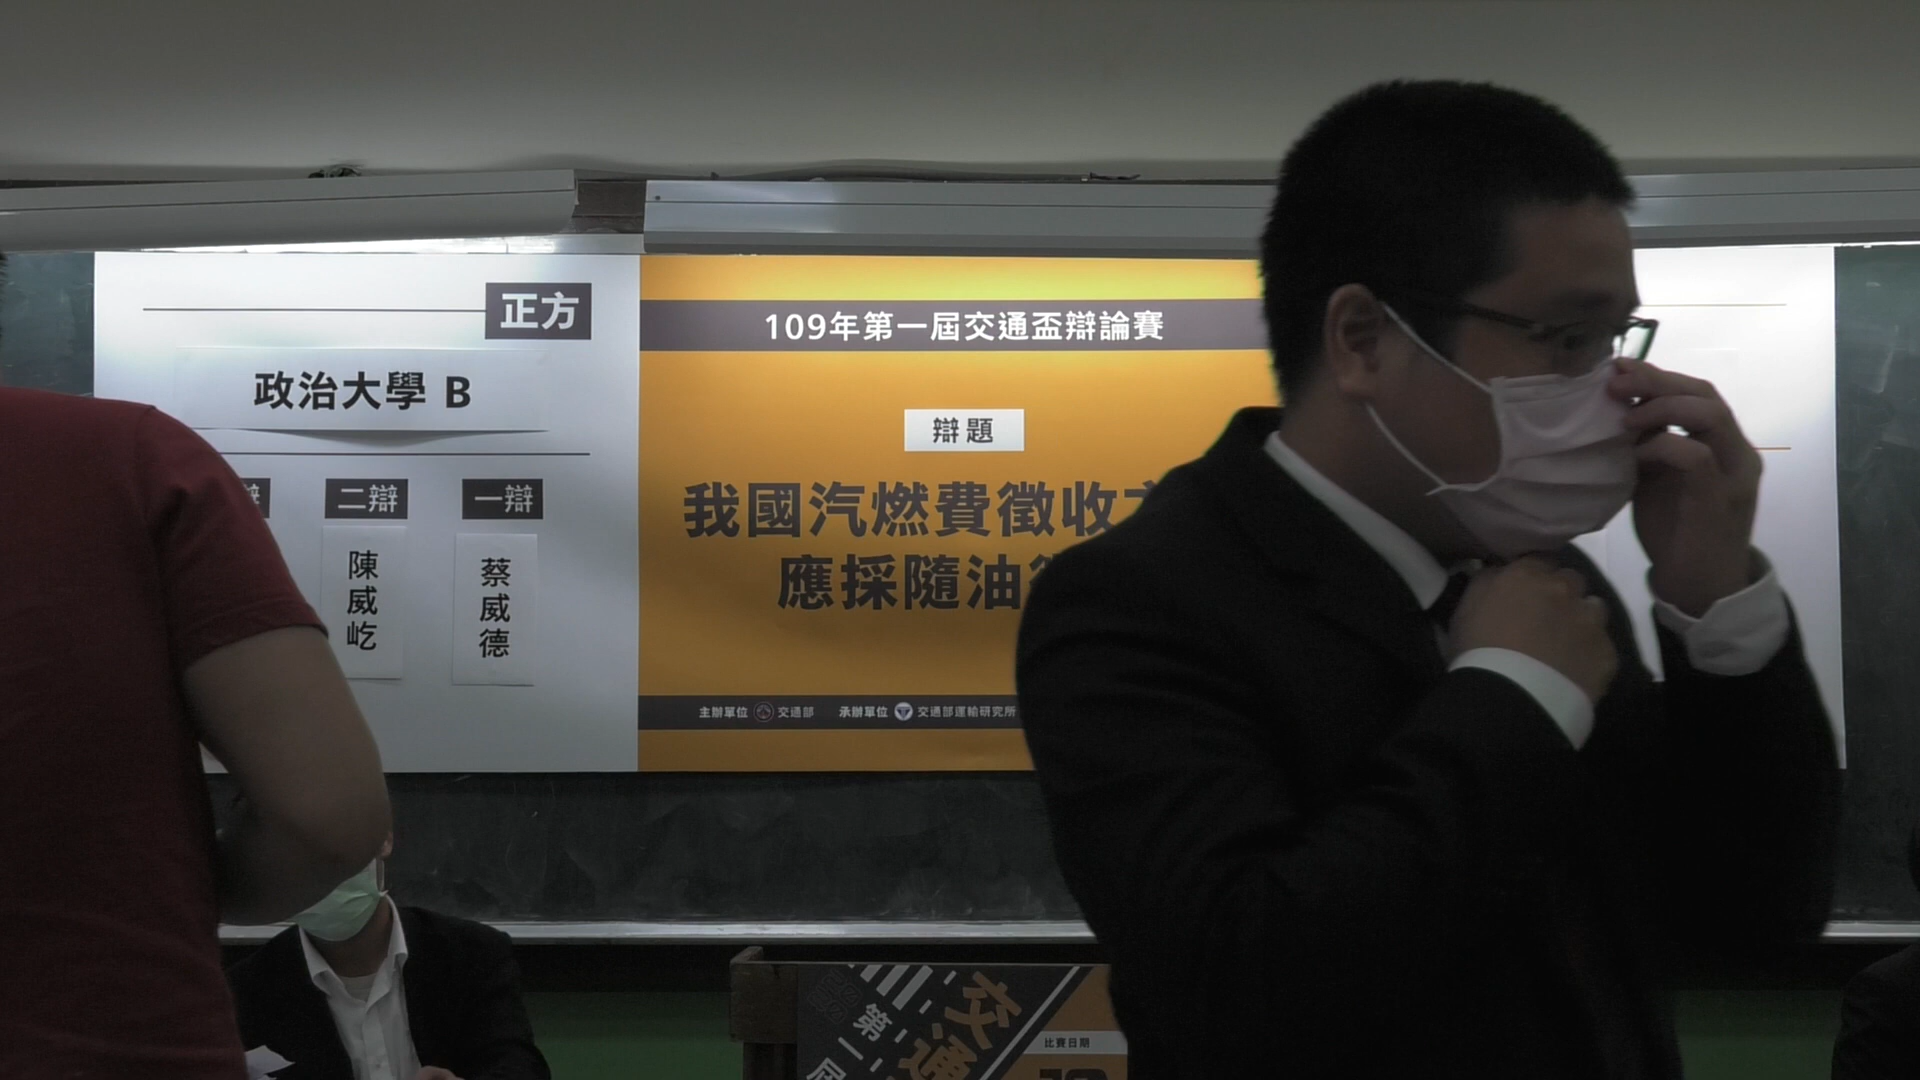 正方
政治大學 B
二辯 一辯
陳威屹
蔡威德
109年第一屆交通盃辯論賽
辯題
我國汽燃費徵收
應採隨油
主辦單位 交通部 承辦單位 交通部運輸研究所
交通
第一屆
比賽日期